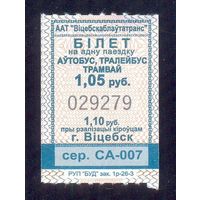 ААТ "Віцебскаблаўтатранс"
БІЛЕТ
на адну паездку
АЎТОБУС, ТРАЛЕЙБУС
ТРАМВАЙ
1,05 руб.
029279
1,10 руб.
пры рэалізацыі кіроўцам
г. Віцебск
сер. СА-007
РУП "БУД" зак. 1р-26-3